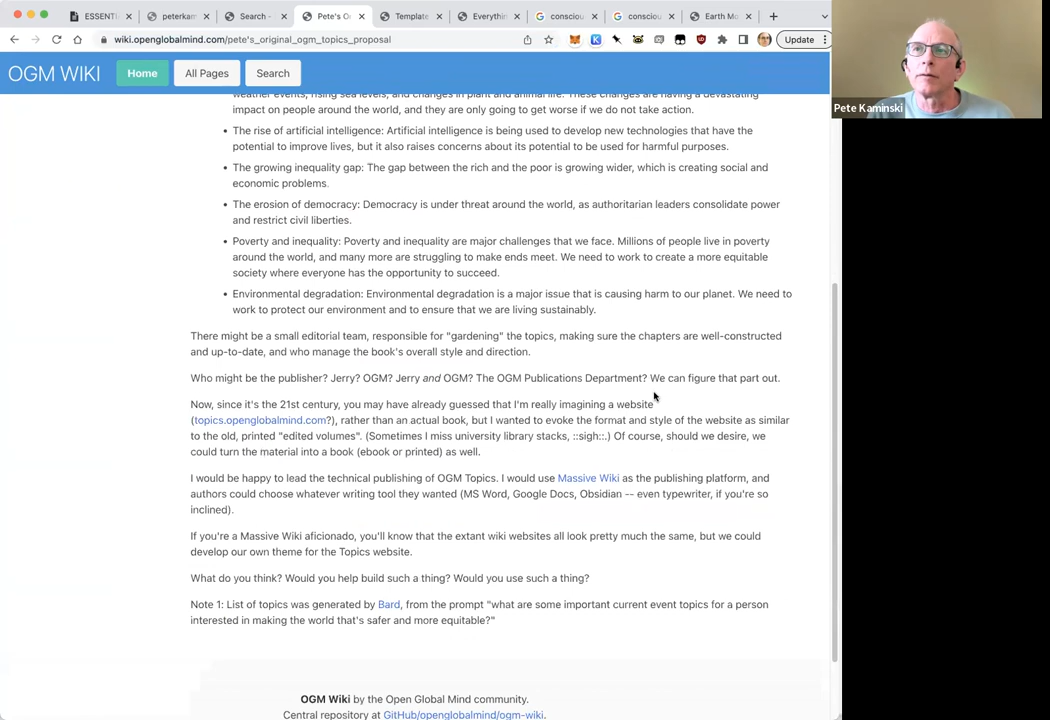 ESSENTI
peterkam
Search -
Pete's O
Template
Everythin
consciou
consciou
Earth Mo
wiki.openglobalmind.com/pete's_original_ogm_topics_proposal
Update
OGM WIKI
Home
All Pages
Search
Pete Kaminski
weather events, rising sea levels, and changes in plant and animal life. These changes are having a devastating
impact on people around the world, and they are only going to get worse if we do not take action.
• The rise of artificial intelligence: Artificial intelligence is being used to develop new technologies that have the
potential to improve lives, but it also raises concerns about its potential to be used for harmful purposes.
• The growing inequality gap: The gap between the rich and the poor is growing wider, which is creating social and
economic problems.
• The erosion of democracy: Democracy is under threat around the world, as authoritarian leaders consolidate power
and restrict civil liberties.
• Poverty and inequality: Poverty and inequality are major challenges that we face. Millions of people live in poverty
around the world, and many more are struggling to make ends meet. We need to work to create a more equitable
society where everyone has the opportunity to succeed.
• Environmental degradation: Environmental degradation is a major issue that is causing harm to our planet. We need to
work to protect our environment and to ensure that we are living sustainably.
There might be a small editorial team, responsible for "gardening" the topics, making sure the chapters are well-constructed
and up-to-date, and who manage the book's overall style and direction.
Who might be the publisher? Jerry? OGM? Jerry and OGM? The OGM Publications Department? We can figure that part out.
Now, since it's the 21st century, you may have already guessed that I'm really imagining a website
(topics.openglobalmind.com?), rather than an actual book, but I wanted to evoke the format and style of the website as similar
to the old, printed "edited volumes". (Sometimes I miss university library stacks, ::sigh::.) Of course, should we desire, we
could turn the material into a book (ebook or printed) as well.
I would be happy to lead the technical publishing of OGM Topics. I would use Massive Wiki as the publishing platform, and
authors could choose whatever writing tool they wanted (MS Word, Google Docs, Obsidian -- even typewriter, if you're so
inclined).
If you're a Massive Wiki aficionado, you'll know that the extant wiki websites all look pretty much the same, but we could
develop our own theme for the Topics website.
What do you think? Would you help build such a thing? Would you use such a thing?
Note 1: List of topics was generated by Bard, from the prompt "what are some important current event topics for a person
interested in making the world that's safer and more equitable?"
OGM Wiki by the Open Global Mind community.
Central repository at GitHub/openglobalmind/ogm-wiki.